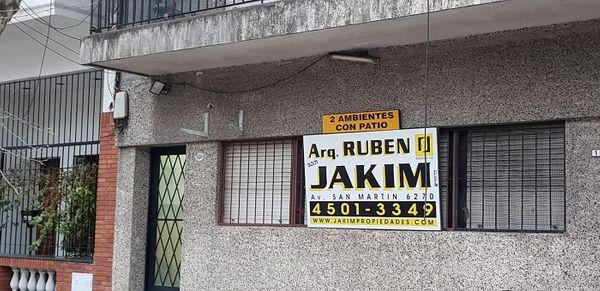 2 AMBIENTES
CON PATIO
Arq. RUBEN
JAKIM
Av. SAN MARTIN 6270
4501-3349
WWW.JAKIMPROPIEDADES.COM